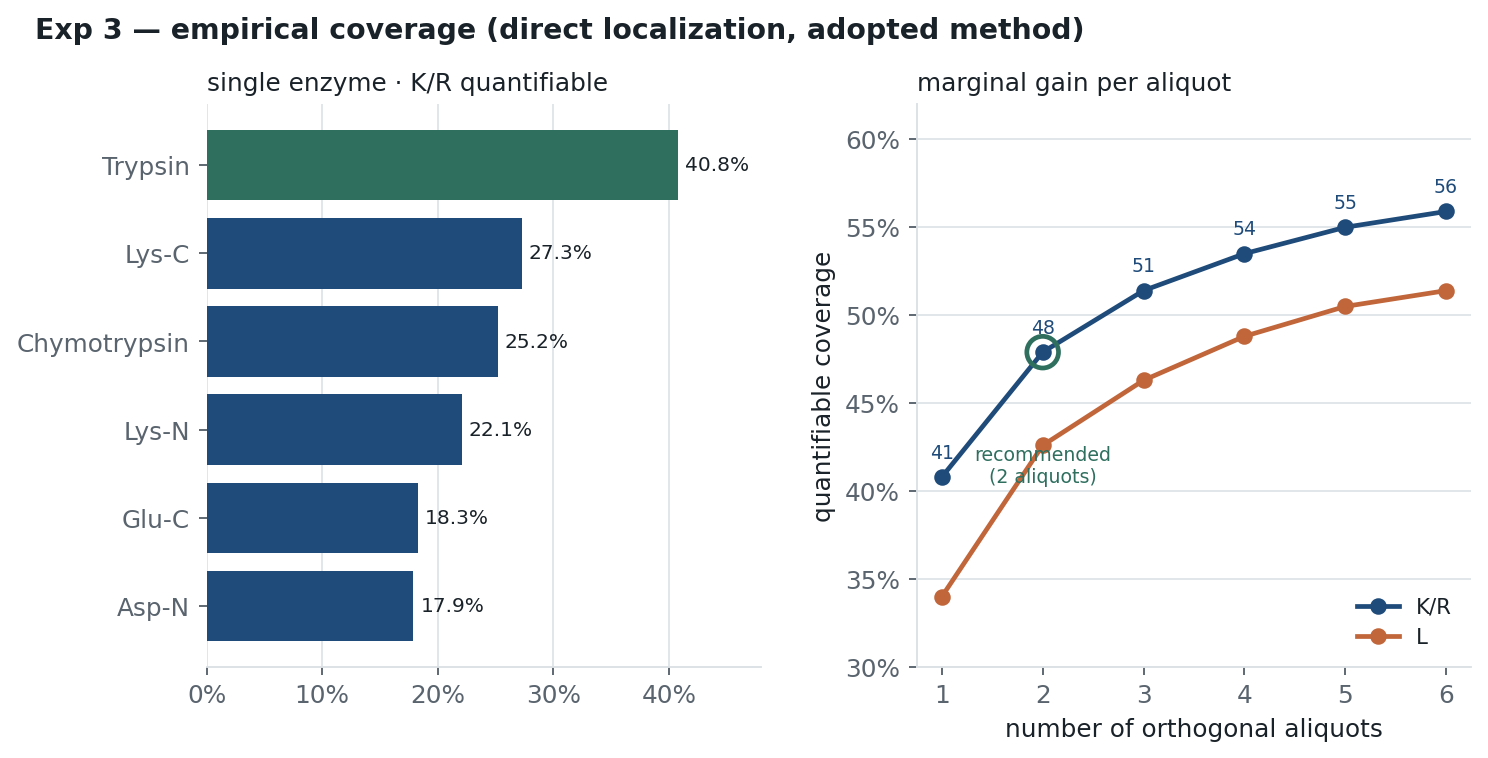 Exp 3 — empirical coverage (direct localization, adopted method)
single enzyme · K/R quantifiable
Trypsin
40.8%
Lys-C
27.3%
Chymotrypsin
25.2%
Lys-N
22.1%
Glu-C
18.3%
Asp-N
17.9%
0% 10% 20% 30% 40%
marginal gain per aliquot
quantifiable coverage
60%
55%
50%
45%
40%
35%
30%
41
48
51
54
55
56
recommended
(2 aliquots)
K/R
L
1 2 3 4 5 6
number of orthogonal aliquots